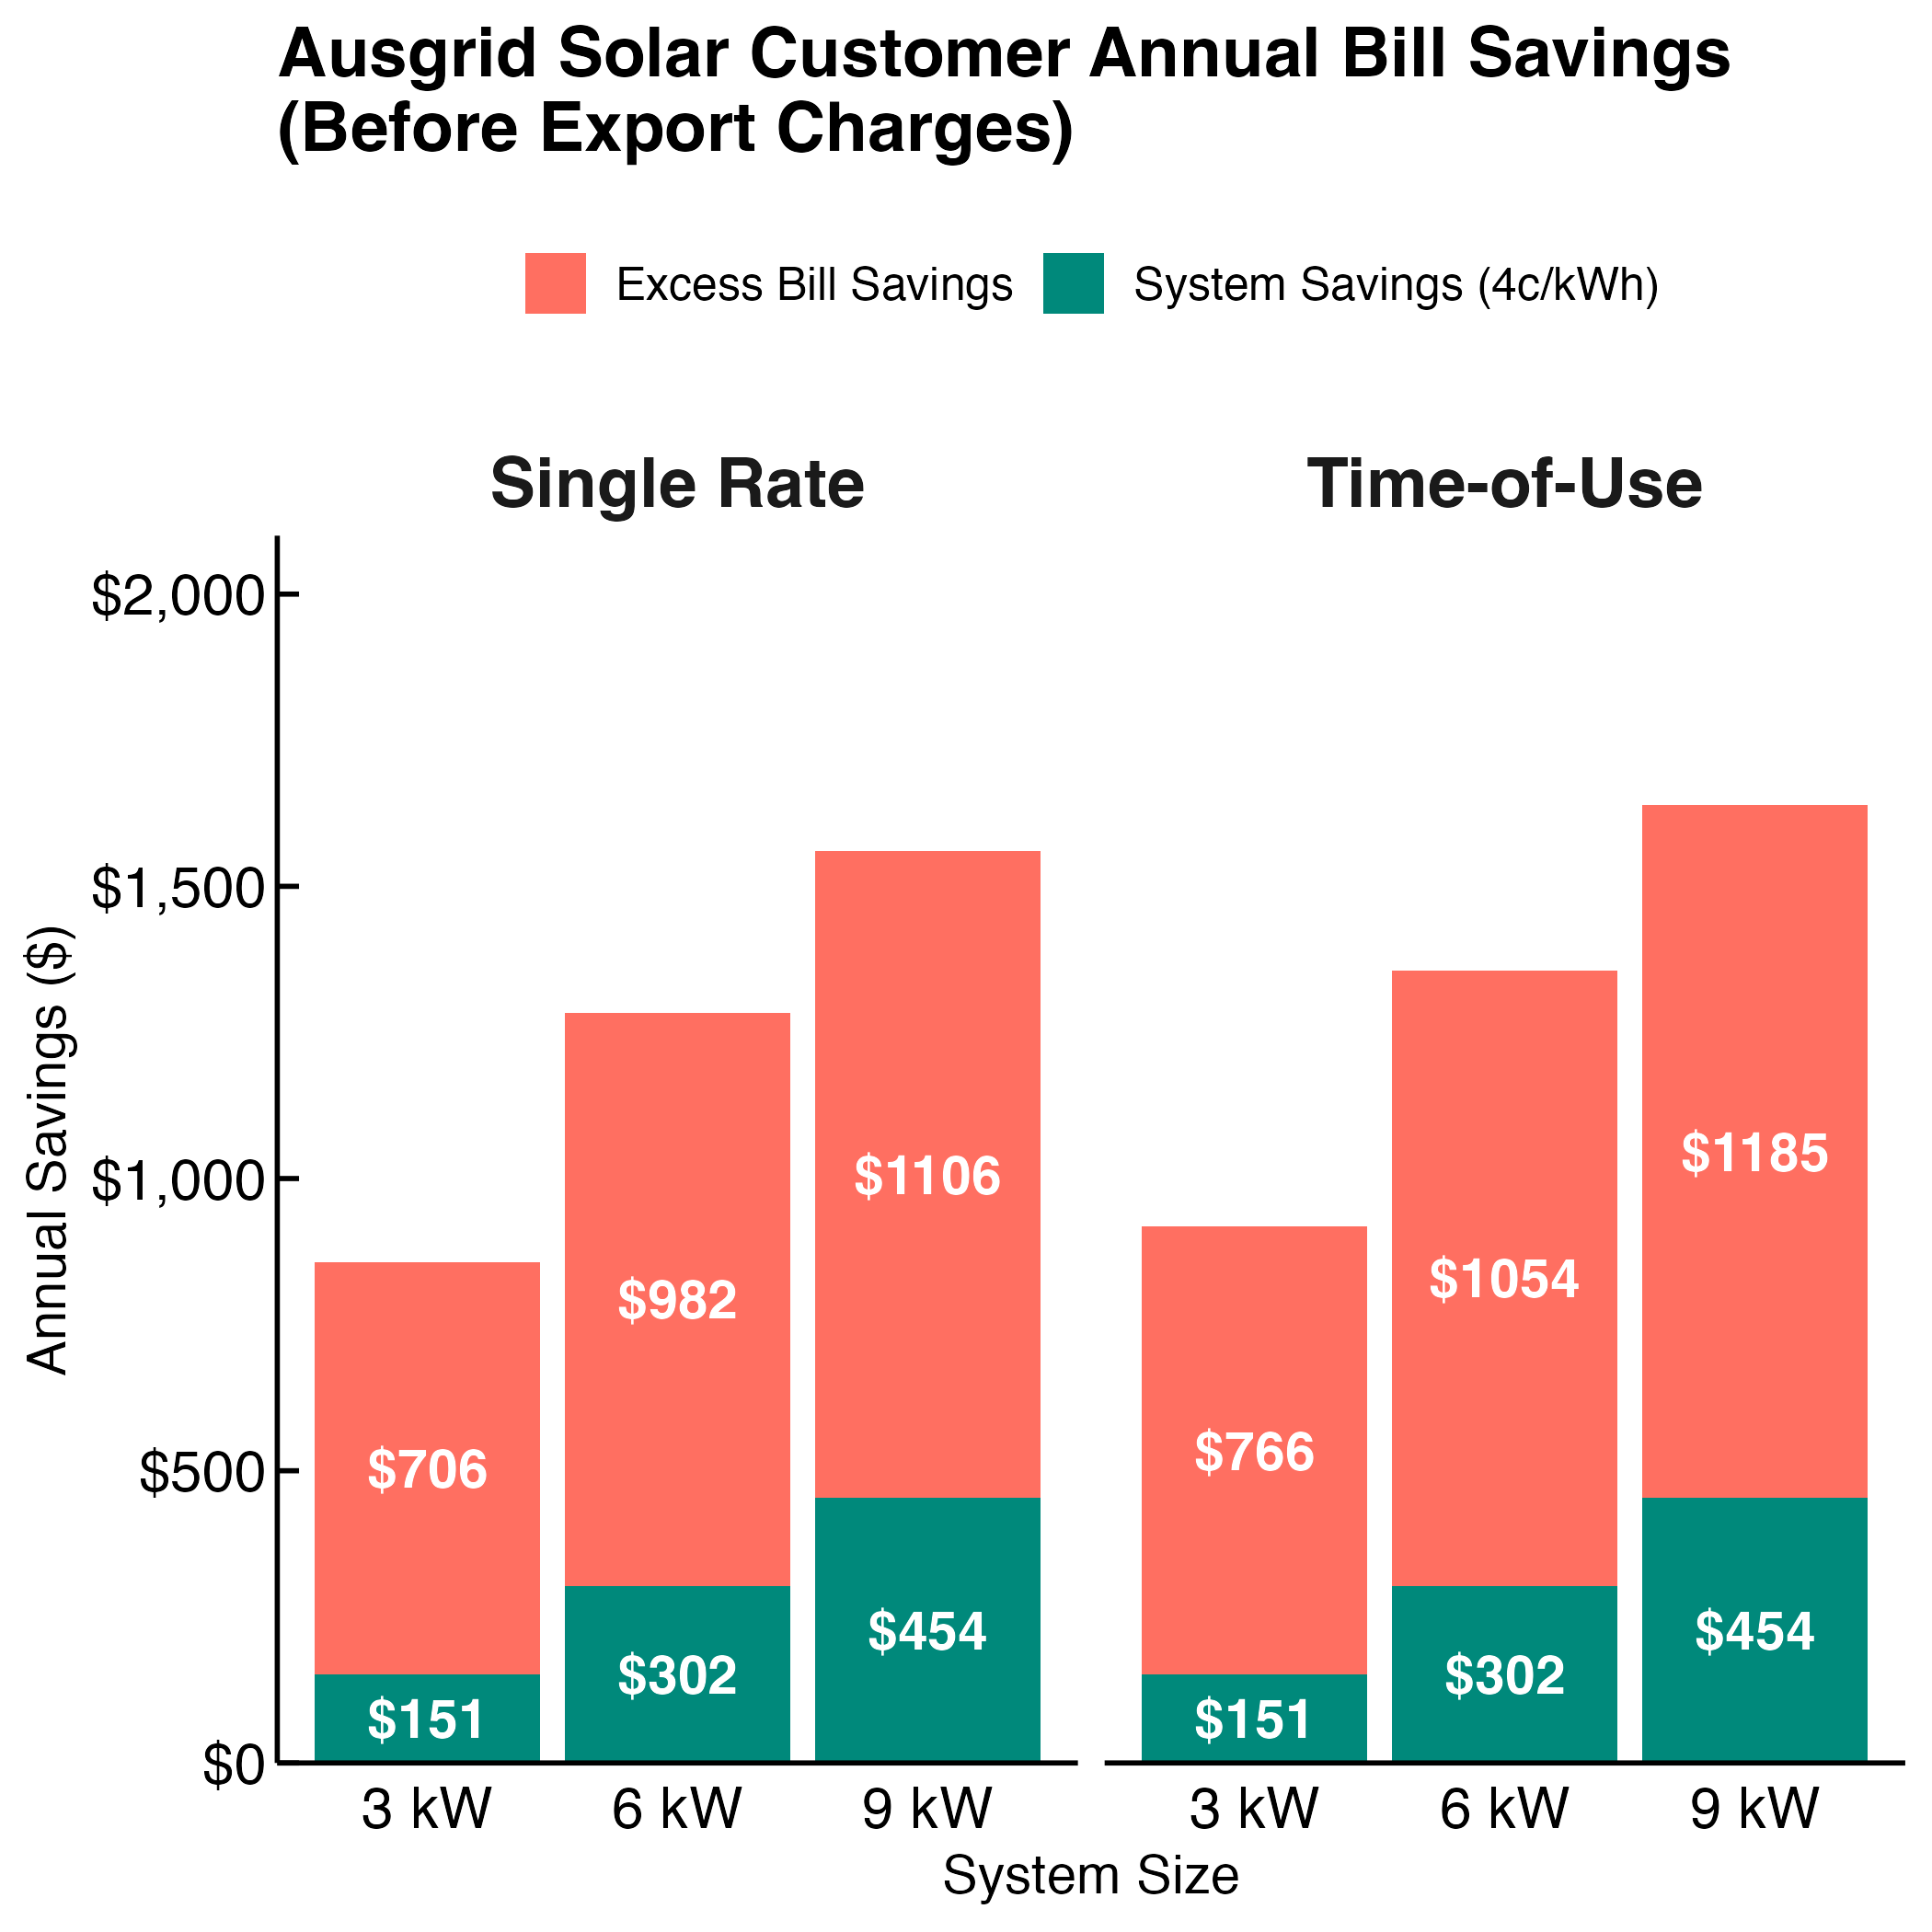 Ausgrid Solar Customer Annual Bill Savings
(Before Export Charges)
Excess Bill Savings
System Savings (4c/kWh)
Single Rate
Time-of-Use
Annual Savings ($)
$2,000
$1,500
$1,000
$500
$0
$706
$151
$982
$302
$1106
$454
$766
$151
$1054
$302
$1185
$454
3 kW
6 kW
9 kW
3 kW
6 kW
9 kW
System Size